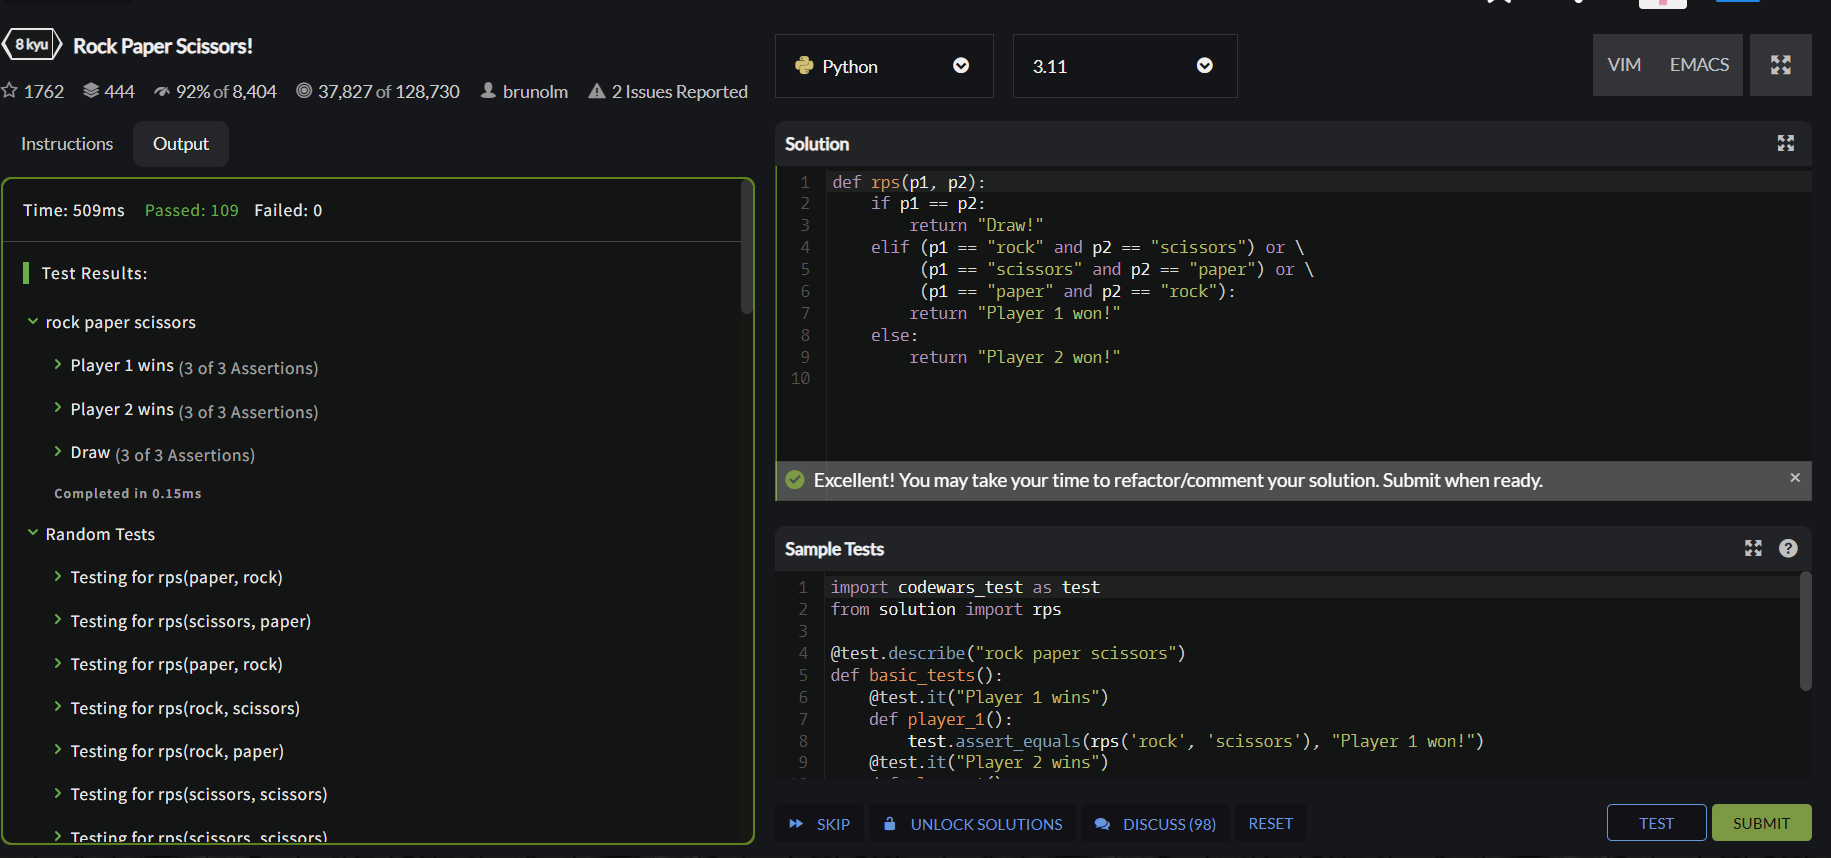 8 kyu Rock Paper Scissors!
1762 444 92% of 8,404 37,827 of 128,730 brunolm 2 Issues Reported
Instructions Output
Time: 509ms Passed: 109 Failed: 0
Test Results:
rock paper scissors
Player 1 wins (3 of 3 Assertions)
Player 2 wins (3 of 3 Assertions)
Draw (3 of 3 Assertions)
Completed in 0.15ms
Random Tests
Testing for rps(paper, rock)
Testing for rps(scissors, paper)
Testing for rps(paper, rock)
Testing for rps(rock, scissors)
Testing for rps(rock, paper)
Testing for rps(scissors, scissors)
Testing for rps(scissors, scissors)
Python 3.11 VIM EMACS
Solution
1 def rps(p1, p2):
2     if p1 == p2:
3         return "Draw!"
4     elif (p1 == "rock" and p2 == "scissors") or \
5          (p1 == "scissors" and p2 == "paper") or \
6          (p1 == "paper" and p2 == "rock"):
7         return "Player 1 won!"
8     else:
9         return "Player 2 won!"
10
Excellent! You may take your time to refactor/comment your solution. Submit when ready.
Sample Tests
1 import codewars_test as test
2 from solution import rps
3
4 @test.describe("rock paper scissors")
5 def basic_tests():
6     @test.it("Player 1 wins")
7     def player_1():
8         test.assert_equals(rps('rock', 'scissors'), "Player 1 won!")
9     @test.it("Player 2 wins")
SKIP UNLOCK SOLUTIONS DISCUSS (98) RESET TEST SUBMIT